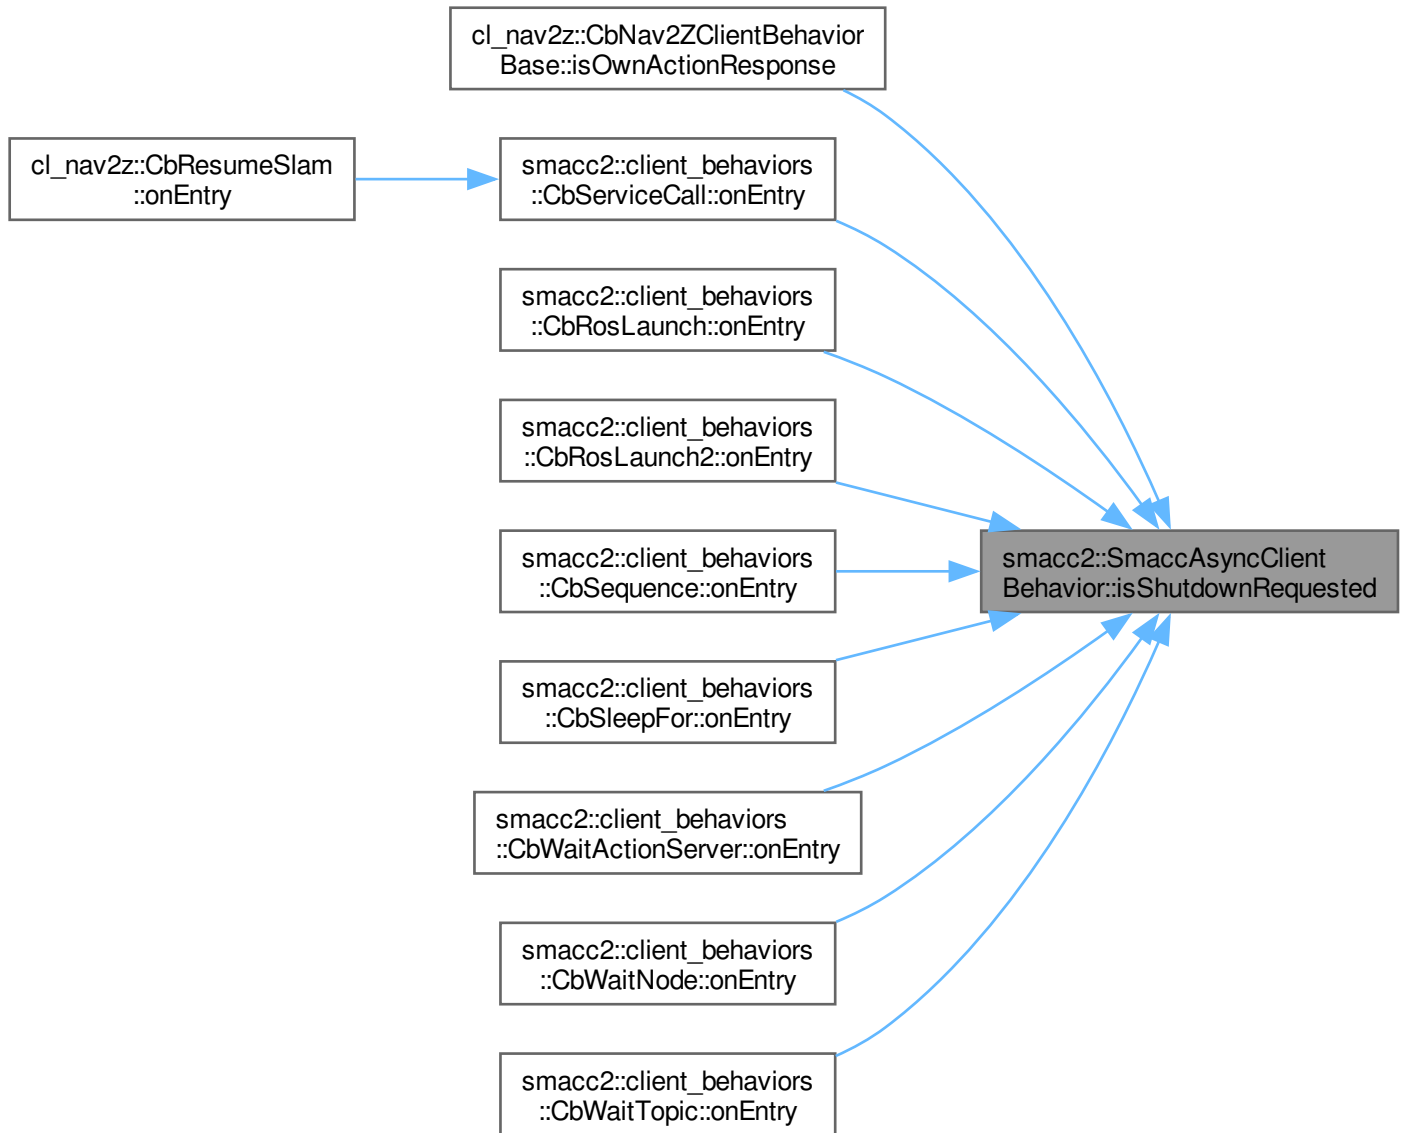 cl_nav2z::CbNav2ZClientBehavior
Base::isOwnActionResponse
cl_nav2z::CbResumeSlam
::onEntry
smacc2::client_behaviors
::CbServiceCall::onEntry
smacc2::client_behaviors
::CbRosLaunch::onEntry
smacc2::client_behaviors
::CbRosLaunch2::onEntry
smacc2::client_behaviors
::CbSequence::onEntry
smacc2::SmaccAsyncClient
Behavior::isShutdownRequested
smacc2::client_behaviors
::CbSleepFor::onEntry
smacc2::client_behaviors
::CbWaitActionServer::onEntry
smacc2::client_behaviors
::CbWaitNode::onEntry
smacc2::client_behaviors
::CbWaitTopic::onEntry